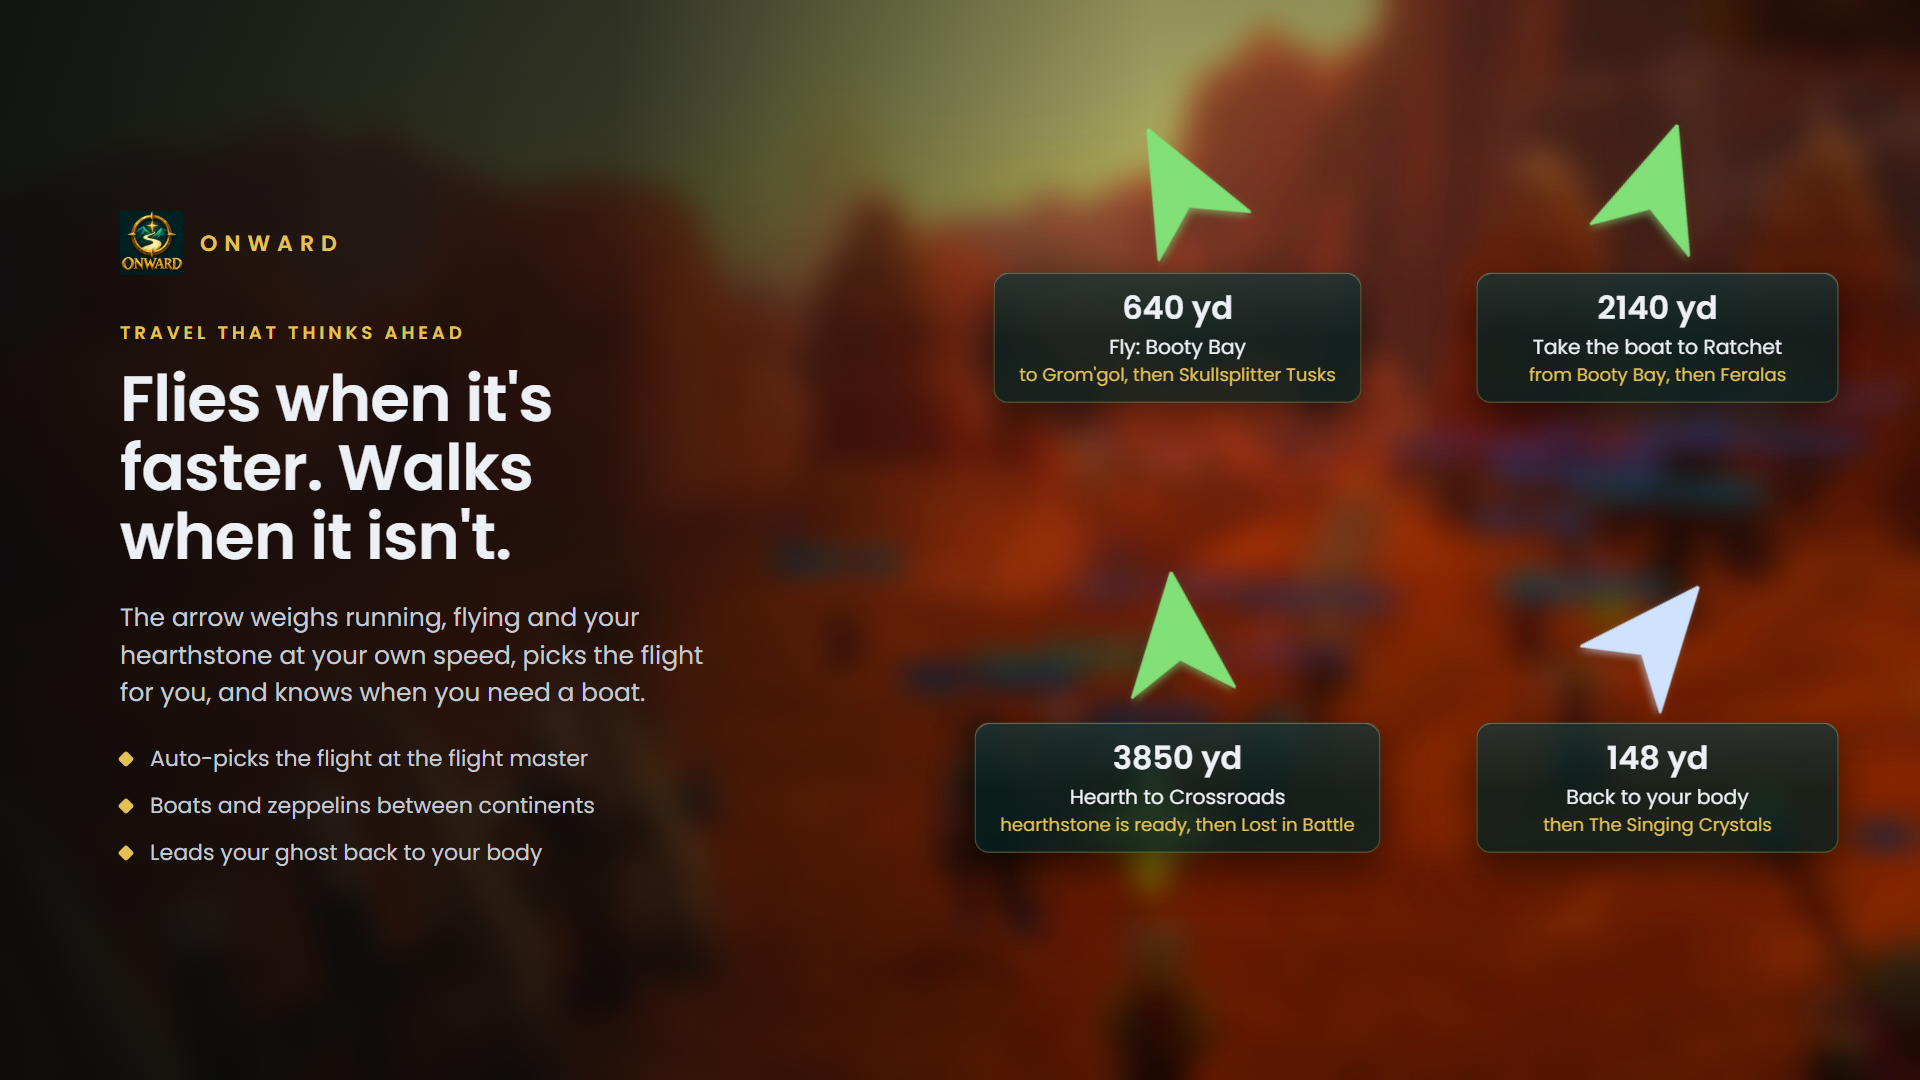 ONWARD
ONWARD
TRAVEL THAT THINKS AHEAD
Flies when it's
faster. Walks
when it isn't.
The arrow weighs running, flying and your
hearthstone at your own speed, picks the flight
for you, and knows when you need a boat.
Auto-picks the flight at the flight master
Boats and zeppelins between continents
Leads your ghost back to your body
640 yd
Fly: Booty Bay
to Grom'gol, then Skullsplitter Tusks
2140 yd
Take the boat to Ratchet
from Booty Bay, then Feralas
3850 yd
Hearth to Crossroads
hearthstone is ready, then Lost in Battle
148 yd
Back to your body
then The Singing Crystals